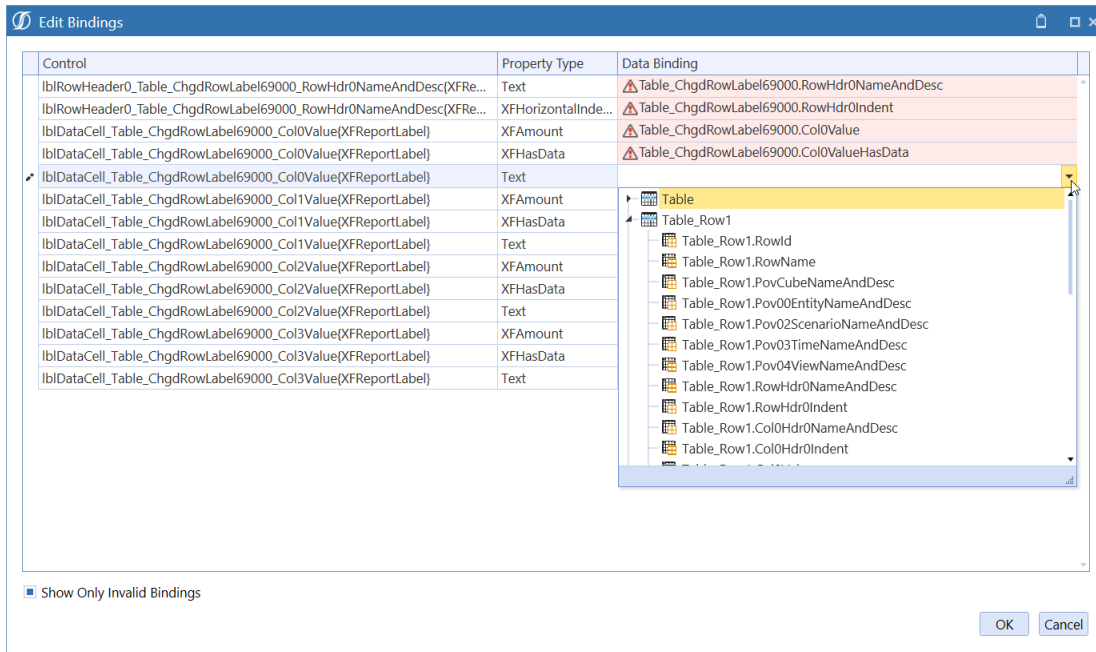 Edit Bindings
Control Property Type Data Binding
lblRowHeader0_Table_ChgdRowLabel69000_RowHdr0NameAndDesc{XFRe... Text Table_ChgdRowLabel69000.RowHdr0NameAndDesc
lblRowHeader0_Table_ChgdRowLabel69000_RowHdr0NameAndDesc{XFRe... XFHorizontalInde... Table_ChgdRowLabel69000.RowHdr0Indent
lblDataCell_Table_ChgdRowLabel69000_Col0Value{XFReportLabel} XFAmount Table_ChgdRowLabel69000.Col0Value
lblDataCell_Table_ChgdRowLabel69000_Col0Value{XFReportLabel} XFHasData Table_ChgdRowLabel69000.Col0ValueHasData
lblDataCell_Table_ChgdRowLabel69000_Col0Value{XFReportLabel} Text
lblDataCell_Table_ChgdRowLabel69000_Col1Value{XFReportLabel} XFAmount Table
lblDataCell_Table_ChgdRowLabel69000_Col1Value{XFReportLabel} XFHasData Table_Row1
lblDataCell_Table_ChgdRowLabel69000_Col1Value{XFReportLabel} Text Table_Row1.RowId
lblDataCell_Table_ChgdRowLabel69000_Col2Value{XFReportLabel} XFAmount Table_Row1.RowName
lblDataCell_Table_ChgdRowLabel69000_Col2Value{XFReportLabel} XFHasData Table_Row1.PovCubeNameAndDesc
lblDataCell_Table_ChgdRowLabel69000_Col2Value{XFReportLabel} Text Table_Row1.Pov00EntityNameAndDesc
lblDataCell_Table_ChgdRowLabel69000_Col3Value{XFReportLabel} XFAmount Table_Row1.Pov02ScenarioNameAndDesc
lblDataCell_Table_ChgdRowLabel69000_Col3Value{XFReportLabel} XFHasData Table_Row1.Pov03TimeNameAndDesc
lblDataCell_Table_ChgdRowLabel69000_Col3Value{XFReportLabel} Text Table_Row1.Pov04ViewNameAndDesc
Table_Row1.RowHdr0NameAndDesc
Table_Row1.RowHdr0Indent
Table_Row1.Col0Hdr0NameAndDesc
Table_Row1.Col0Hdr0Indent
Show Only Invalid Bindings
OK Cancel